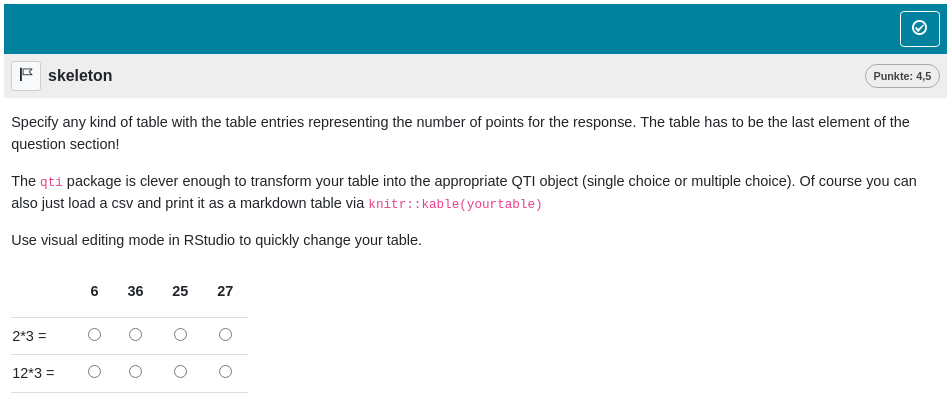 skeleton
Punkte: 4,5
Specify any kind of table with the table entries representing the number of points for the response. The table has to be the last element of the
question section!
The qti package is clever enough to transform your table into the appropriate QTI object (single choice or multiple choice). Of course you can
also just load a csv and print it as a markdown table via knitr::kable(yourtable)
Use visual editing mode in RStudio to quickly change your table.
6 36 25 27
2*3 =
12*3 =